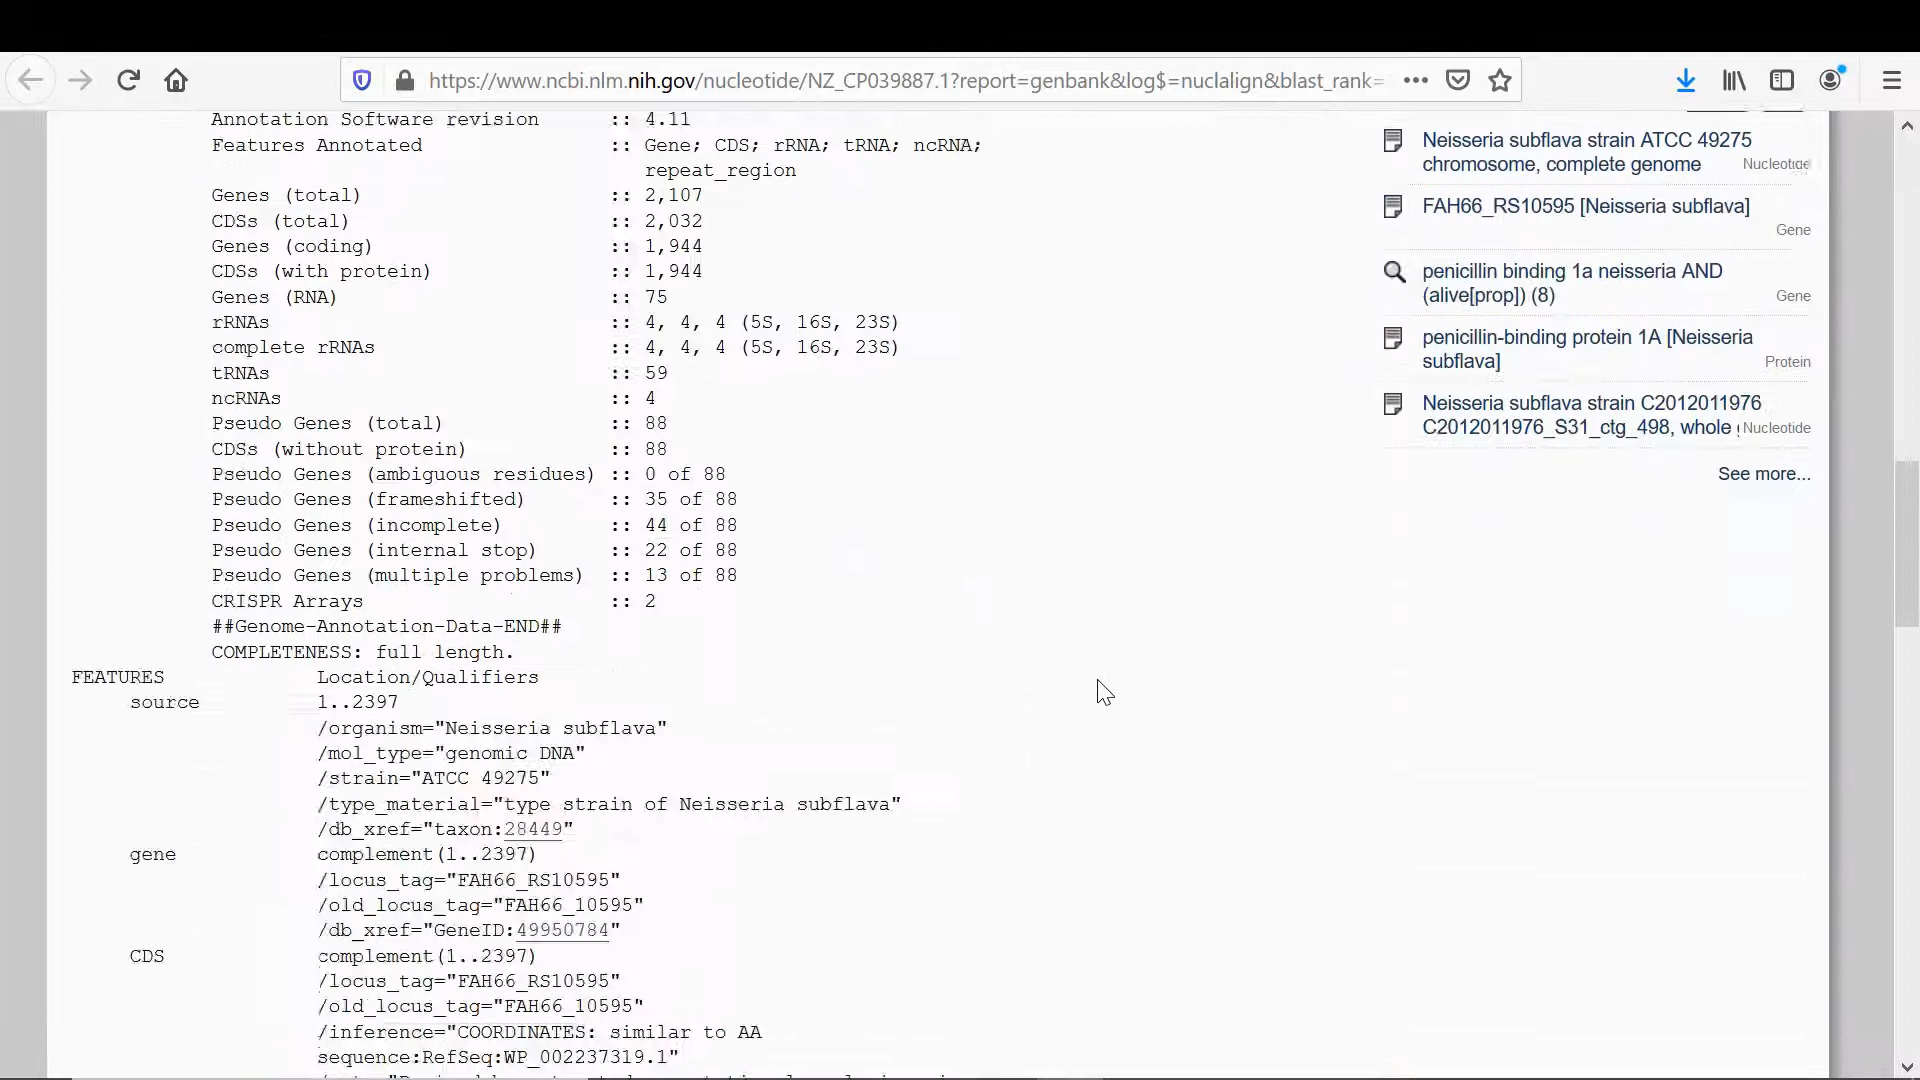 https://www.ncbi.nlm.nih.gov/nucleotide/NZ_CP039887.1?report=genbank&log$=nuclalign&blast_rank=
Annotation Software revision :: 4.11
Features Annotated :: Gene; CDS; rRNA; tRNA; ncRNA;
repeat_region
Genes (total) :: 2,107
CDSs (total) :: 2,032
Genes (coding) :: 1,944
CDSs (with protein) :: 1,944
Genes (RNA) :: 75
rRNAs :: 4, 4, 4 (5S, 16S, 23S)
complete rRNAs :: 4, 4, 4 (5S, 16S, 23S)
tRNAs :: 59
ncRNAs :: 4
Pseudo Genes (total) :: 88
CDSs (without protein) :: 88
Pseudo Genes (ambiguous residues) :: 0 of 88
Pseudo Genes (frameshifted) :: 35 of 88
Pseudo Genes (incomplete) :: 44 of 88
Pseudo Genes (internal stop) :: 22 of 88
Pseudo Genes (multiple problems) :: 13 of 88
CRISPR Arrays :: 2
##Genome-Annotation-Data-END##
COMPLETENESS: full length.
FEATURES Location/Qualifiers
source 1..2397
/organism="Neisseria subflava"
/mol_type="genomic DNA"
/strain="ATCC 49275"
/type_material="type strain of Neisseria subflava"
/db_xref="taxon:28449"
gene complement(1..2397)
/locus_tag="FAH66_RS10595"
/old_locus_tag="FAH66_10595"
/db_xref="GeneID:49950784"
CDS complement(1..2397)
/locus_tag="FAH66_RS10595"
/old_locus_tag="FAH66_10595"
/inference="COORDINATES: similar to AA
sequence:RefSeq:WP_002237319.1"
Neisseria subflava strain ATCC 49275
chromosome, complete genome Nucleotide
FAH66_RS10595 [Neisseria subflava]
Gene
penicillin binding 1a neisseria AND
(alive[prop]) (8) Gene
penicillin-binding protein 1A [Neisseria
subflava] Protein
Neisseria subflava strain C2012011976
C2012011976_S31_ctg_498, whole Nucleotide
See more...